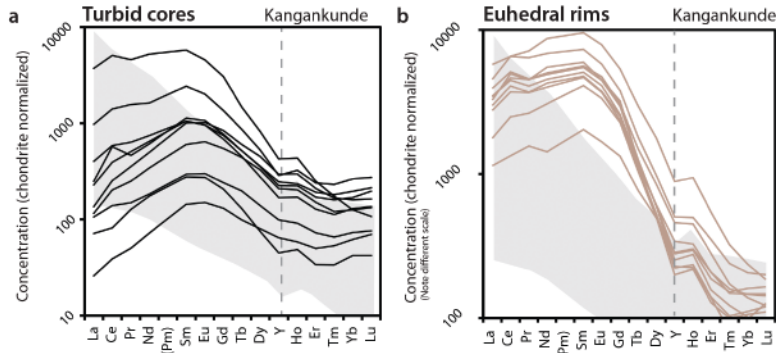 a Turbid cores Kangankunde
Concentration (chondrite normalized)
10000
1000
100
10
La Ce Pr Nd (Pm) Sm Eu Gd Tb Dy Y Ho Er Tm Yb Lu
b Euhedral rims Kangankunde
Concentration (chondrite normalized)
(Note different scale)
10000
1000
100
La Ce Pr Nd Pm) Sm Eu Gd Tb Dy Y Ho Er Tm Yb Lu